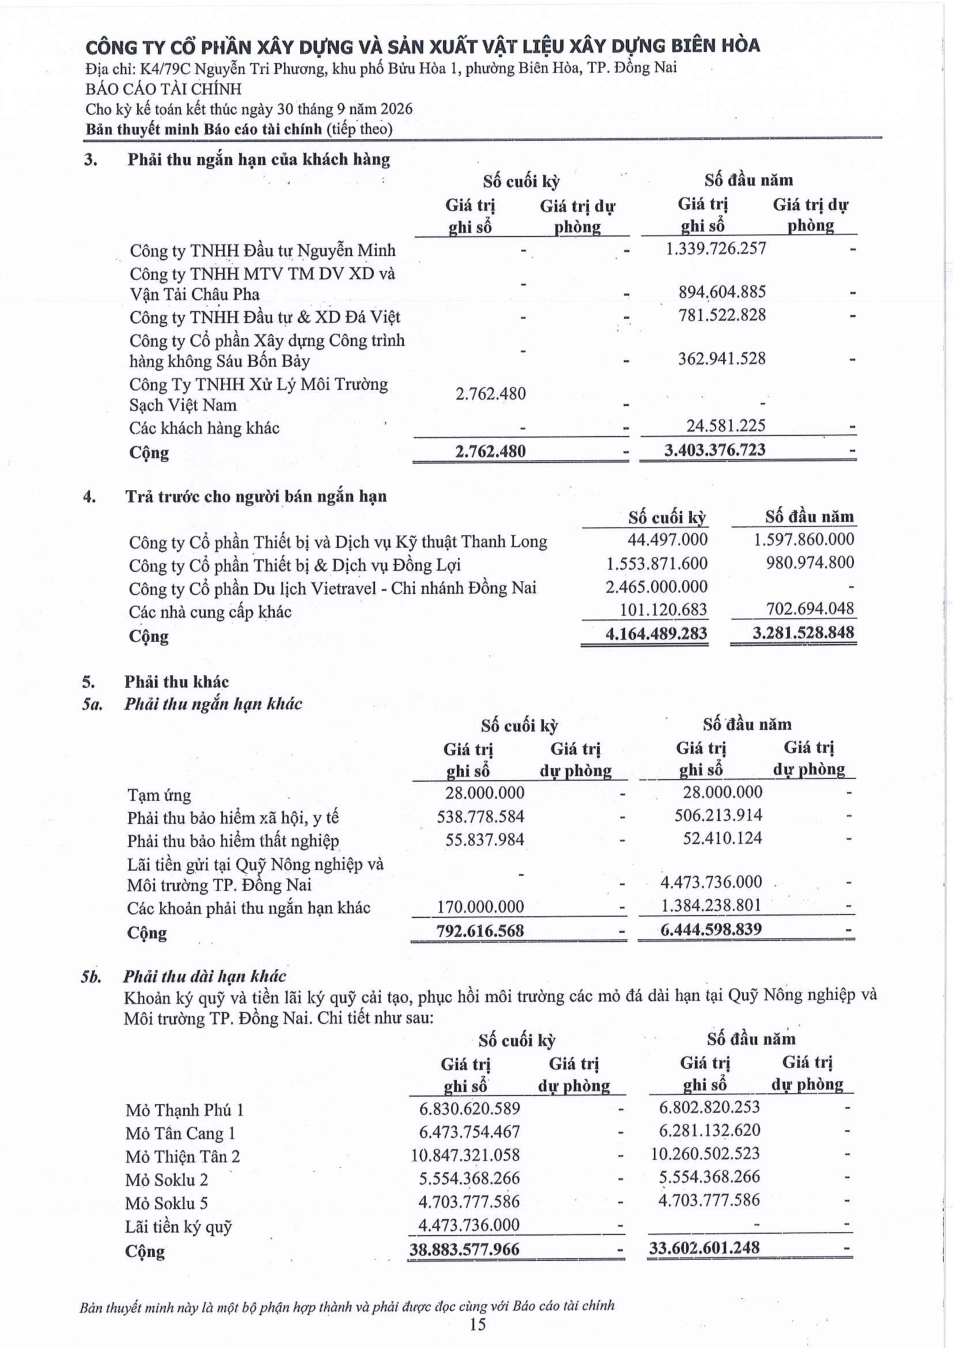 CÔNG TY CỔ PHẦN XÂY DỰNG VÀ SẢN XUẤT VẬT LIỆU XÂY DỰNG BIÊN HÒA
Địa chỉ: K4/79C Nguyễn Tri Phương, khu phố Bửu Hòa 1, phường Biên Hòa, TP. Đồng Nai
BÁO CÁO TÀI CHÍNH
Cho kỳ kế toán kết thúc ngày 30 tháng 9 năm 2026
Bản thuyết minh Báo cáo tài chính (tiếp theo)
3. Phải thu ngắn hạn của khách hàng
Số cuối kỳ Số đầu năm
Giá trị Giá trị dự Giá trị Giá trị dự
ghi sổ phòng ghi sổ phòng
Công ty TNHH Đầu tư Nguyễn Minh - - 1.339.726.257 -
Công ty TNHH MTV TM DV XD và
Vận Tải Châu Pha - - 894.604.885 -
Công ty TNHH Đầu tư & XD Đá Việt - - 781.522.828 -
Công ty Cổ phần Xây dựng Công trình
hàng không Sáu Bốn Bảy - - 362.941.528 -
Công Ty TNHH Xử Lý Môi Trường
Sạch Việt Nam 2.762.480 - - -
Các khách hàng khác - - 24.581.225 -
Cộng 2.762.480 - 3.403.376.723 -
4. Trả trước cho người bán ngắn hạn
Số cuối kỳ Số đầu năm
Công ty Cổ phần Thiết bị và Dịch vụ Kỹ thuật Thanh Long 44.497.000 1.597.860.000
Công ty Cổ phần Thiết bị & Dịch vụ Đồng Lợi 1.553.871.600 980.974.800
Công ty Cổ phần Du lịch Vietravel - Chi nhánh Đồng Nai 2.465.000.000 -
Các nhà cung cấp khác 101.120.683 702.694.048
Cộng 4.164.489.283 3.281.528.848
5. Phải thu khác
5a. Phải thu ngắn hạn khác
Số cuối kỳ Số đầu năm
Giá trị Giá trị Giá trị Giá trị
ghi sổ dự phòng ghi sổ dự phòng
Tạm ứng 28.000.000 - 28.000.000 -
Phải thu bảo hiểm xã hội, y tế 538.778.584 - 506.213.914 -
Phải thu bảo hiểm thất nghiệp 55.837.984 - 52.410.124 -
Lãi tiền gửi tại Quỹ Nông nghiệp và
Môi trường TP. Đồng Nai - - 4.473.736.000 -
Các khoản phải thu ngắn hạn khác 170.000.000 - 1.384.238.801 -
Cộng 792.616.568 - 6.444.598.839 -
5b. Phải thu dài hạn khác
Khoản ký quỹ và tiền lãi ký quỹ cải tạo, phục hồi môi trường các mỏ đá dài hạn tại Quỹ Nông nghiệp và
Môi trường TP. Đồng Nai. Chi tiết như sau:
Số cuối kỳ Số đầu năm
Giá trị Giá trị Giá trị Giá trị
ghi sổ dự phòng ghi sổ dự phòng
Mỏ Thạnh Phú 1 6.830.620.589 - 6.802.820.253 -
Mỏ Tân Cang 1 6.473.754.467 - 6.281.132.620 -
Mỏ Thiện Tân 2 10.847.321.058 - 10.260.502.523 -
Mỏ Soklu 2 5.554.368.266 - 5.554.368.266 -
Mỏ Soklu 5 4.703.777.586 - 4.703.777.586 -
Lãi tiền ký quỹ 4.473.736.000 - - -
Cộng 38.883.577.966 - 33.602.601.248 -
Bản thuyết minh này là một bộ phận hợp thành và phải được đọc cùng với Báo cáo tài chính
15